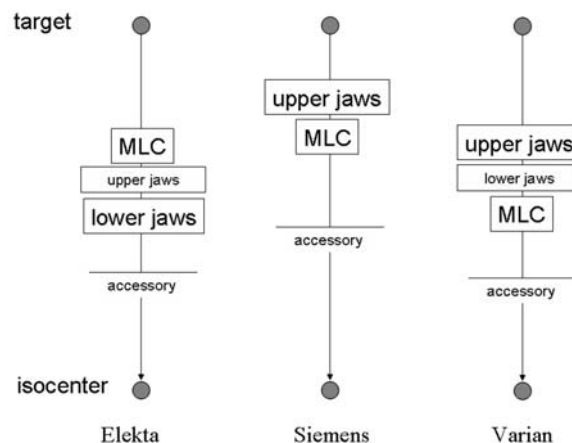 target
upper jaws
MLC
MLC
upper jaws
upper jaws
lower jaws
lower jaws
MLC
accessory
accessory
accessory
isocenter
Elekta
Siemens
Varian